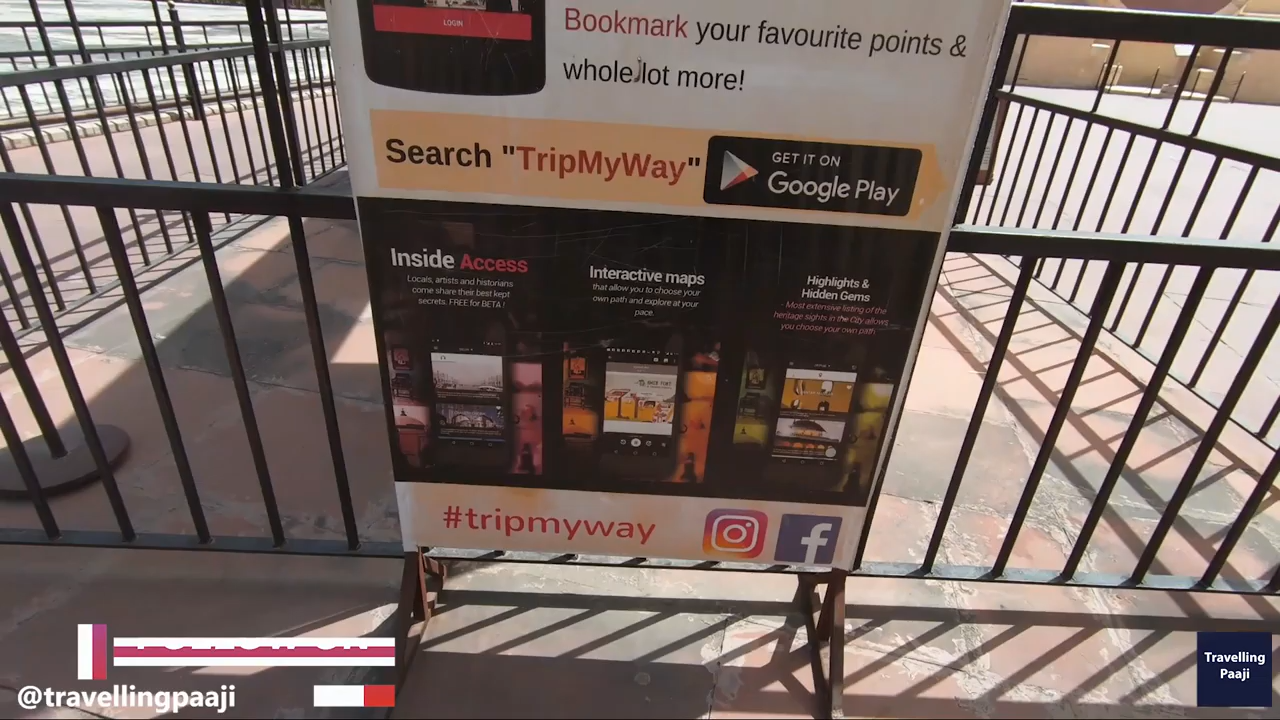 LOGIN
Bookmark your favourite points &
whole lot more!
Search "TripMyWay"
GET IT ON
Google Play
Inside Access
Locals, artists and historians
come share their best kept
secrets. FREE for BETA !
Interactive maps
that allow you to choose your
own path and explore at your
pace.
Highlights &
Hidden Gems
- Most extensive listing of the
heritage sights in the City allows
you choose your own path
#tripmyway
@travellingpaaji
Travelling
Paaji